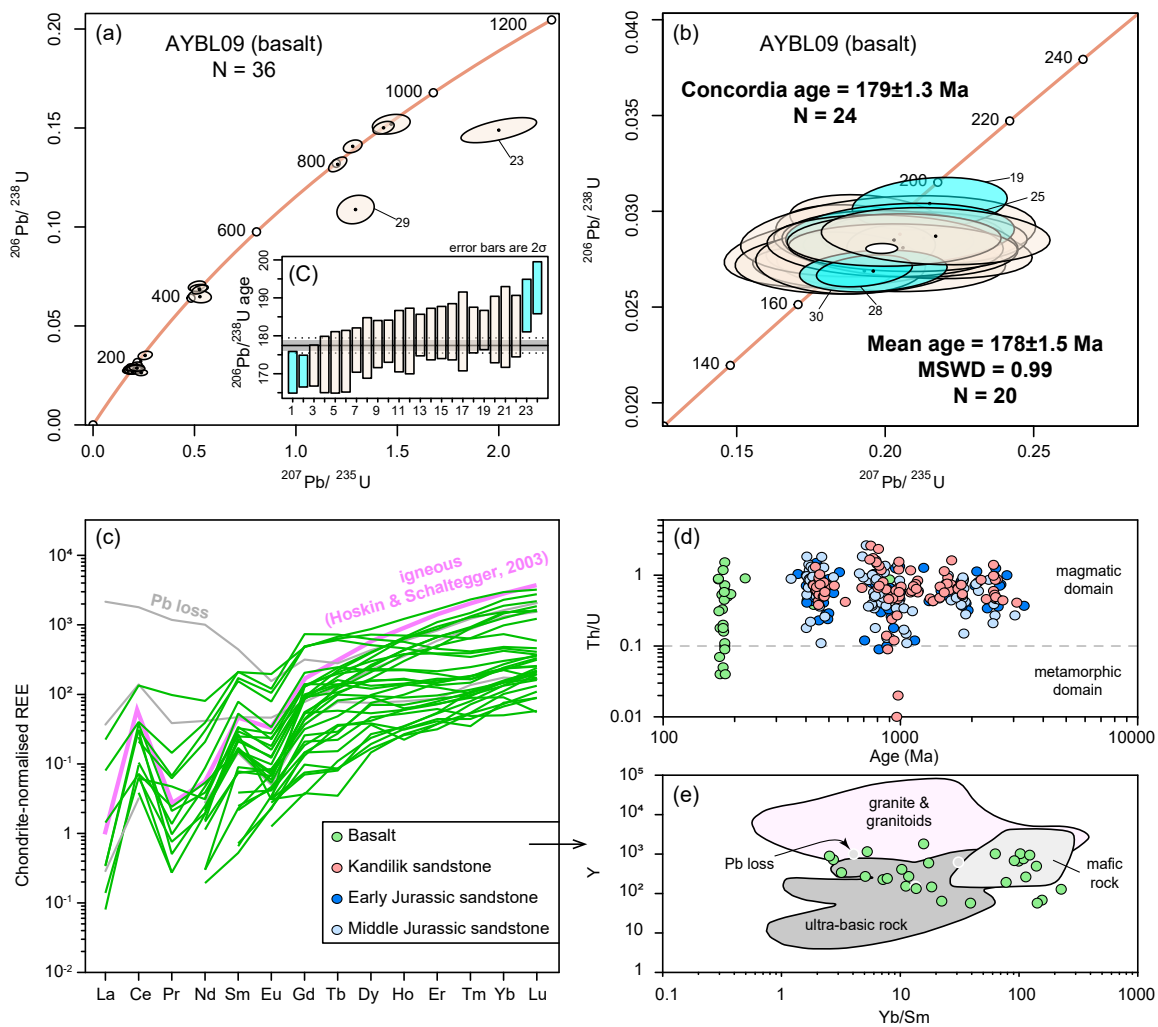 (a)
AYBL09 (basalt)
N = 36
1200
1000
800
600
400
200
23
29
0.20
0.15
0.10
0.05
0.00
206Pb/ 238U
0.0
0.5
1.0
1.5
2.0
207Pb/ 235U
error bars are 2σ
(C)
206Pb/238U age
200
190
180
170
1
3
5
7
9
11
13
15
17
19
21
23
(b)
AYBL09 (basalt)
Concordia age = 179±1.3 Ma
N = 24
240
220
200
160
140
19
25
30
28
Mean age = 178±1.5 Ma
MSWD = 0.99
N = 20
0.040
0.035
0.030
0.025
0.020
206Pb/ 238U
0.15
0.20
0.25
207Pb/ 235U
(c)
igneous
(Hoskin & Schaltegger, 2003)
Pb loss
Chondrite-normalised REE
10^4
10^3
10^2
10^-1
1
10^-1
10^-2
La Ce Pr Nd Sm Eu Gd Tb Dy Ho Er Tm Yb Lu
Basalt
Kandilik sandstone
Early Jurassic sandstone
Middle Jurassic sandstone
(d)
magmatic
domain
metamorphic
domain
Th/U
1
0.1
0.01
100
1000
10000
Age (Ma)
(e)
granite &
granitoids
Pb loss
mafic
rock
ultra-basic rock
Y
10^5
10^4
10^3
10^2
10
1
0.1
1
10
100
1000
Yb/Sm